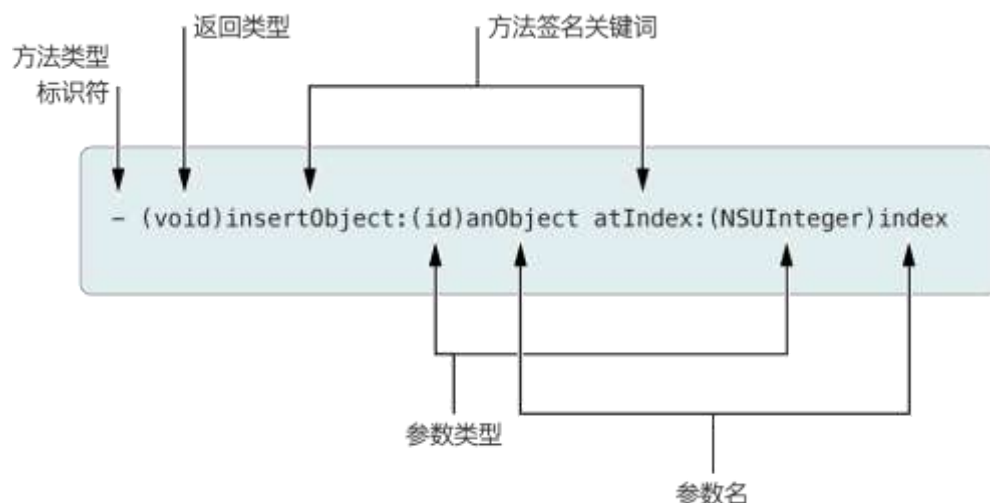 返回类型
方法签名关键词
方法类型
标识符
- (void)insertObject:(id)anObject atIndex:(NSUInteger)index
参数类型
参数名